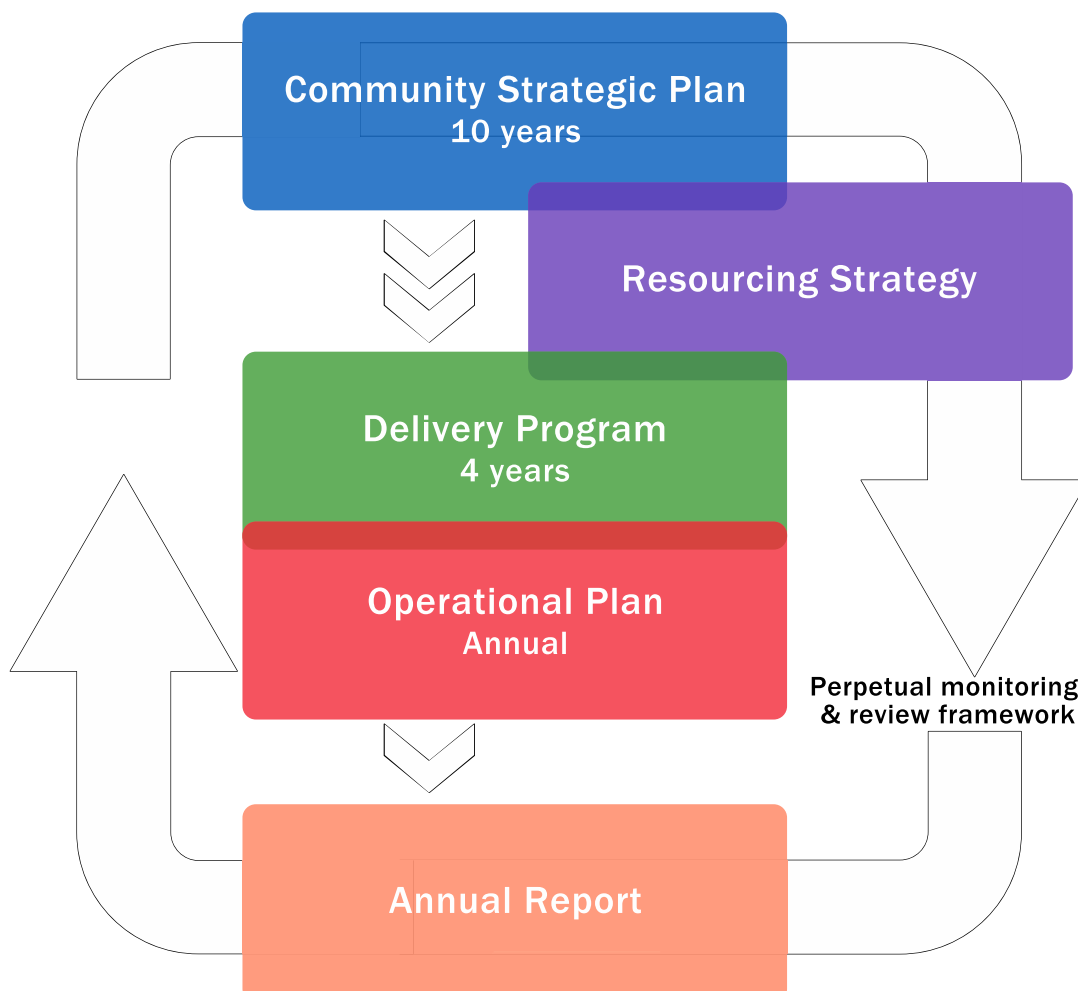 Community Strategic Plan
10 years
Resourcing Strategy
Delivery Program
4 years
Operational Plan
Annual
Perpetual monitoring
& review framework
Annual Report